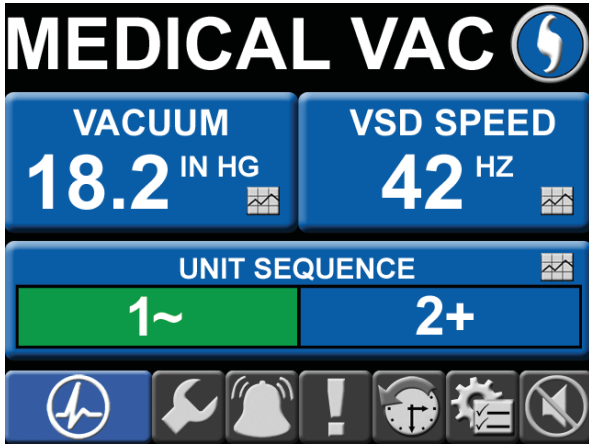 MEDICAL VAC
VACUUM
18.2 IN HG
VSD SPEED
42 HZ
UNIT SEQUENCE
1~
2+